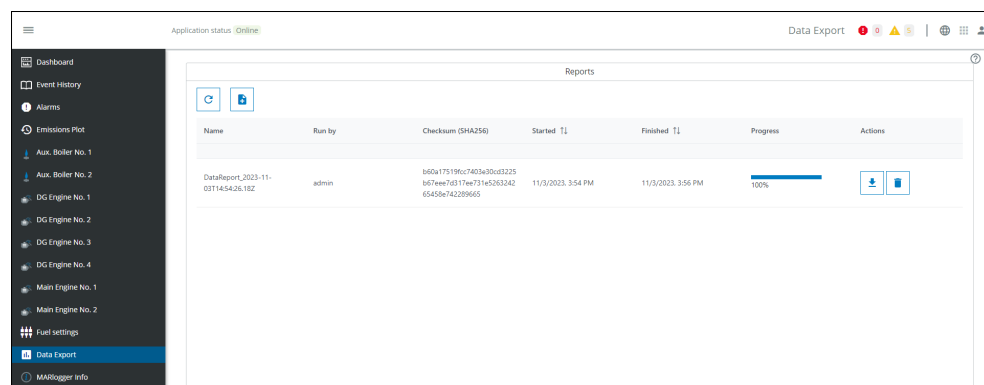 Application status Online
Data Export 0 5
Dashboard
Event History
Alarms
Emissions Plot
Aux. Boiler No. 1
Aux. Boiler No. 2
DG Engine No. 1
DG Engine No. 2
DG Engine No. 3
DG Engine No. 4
Main Engine No. 1
Main Engine No. 2
Fuel settings
Data Export
MARlogger Info
Reports
Name Run by Checksum (SHA256) Started Finished Progress Actions
DataReport_2023-11-
03T14:54:26.18Z
admin
b60a17519fcc7403e30cd3225
b67eee7d317ee731e5263242
65458e742289665
11/3/2023, 3:54 PM
11/3/2023, 3:56 PM
100%